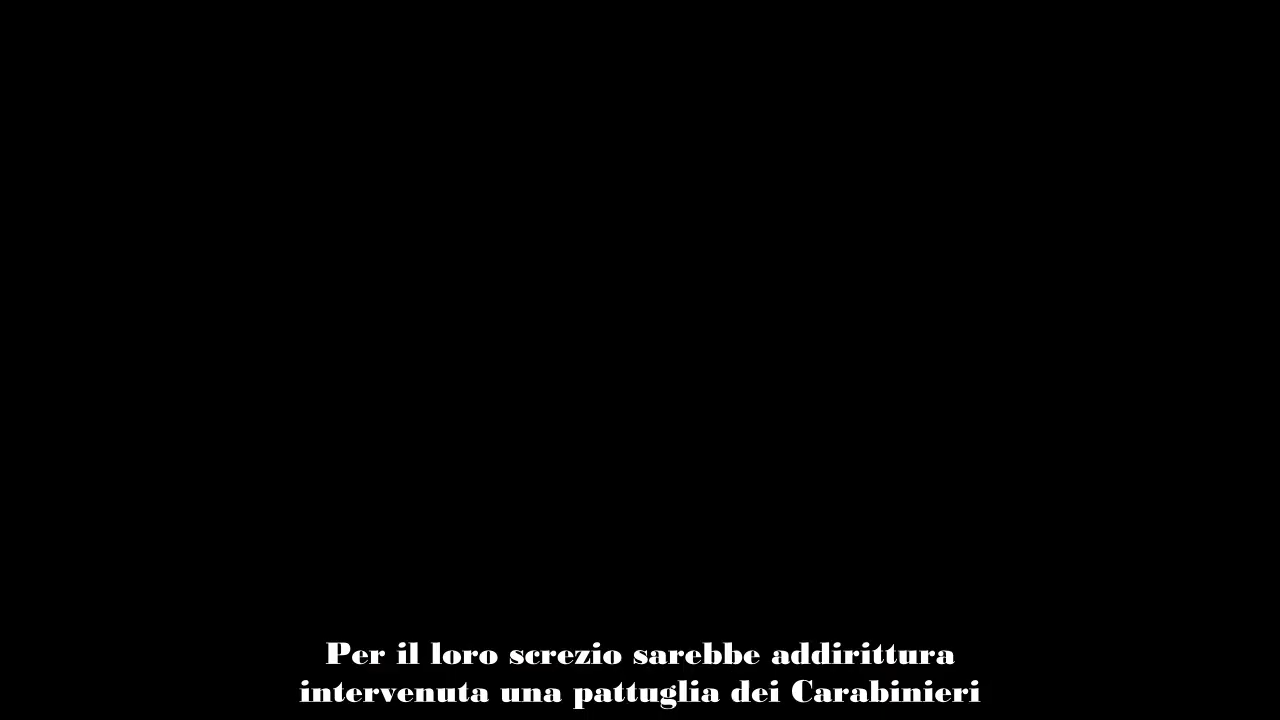 Per il loro screzio sarebbe addirittura
intervenuta una pattuglia dei Carabinieri